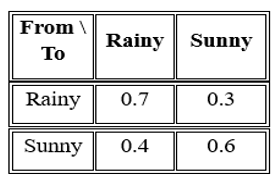 From \ Rainy Sunny
To
Rainy 0.7 0.3
Sunny 0.4 0.6